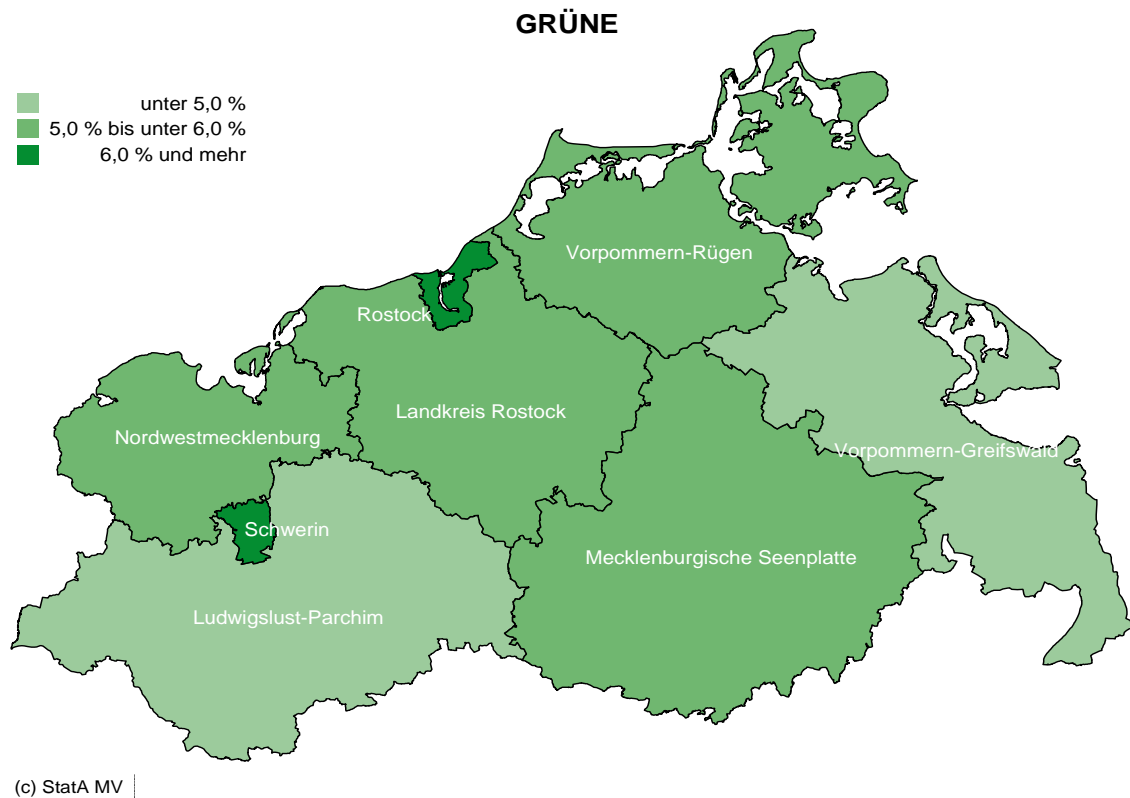 GRÜNE
unter 5,0 %
5,0 % bis unter 6,0 %
6,0 % und mehr
Vorpommern-Rügen
Rostock
Landkreis Rostock
Nordwestmecklenburg
Vorpommern-Greifswald
Schwerin
Mecklenburgische Seenplatte
Ludwigslust-Parchim
(c) StatA MV